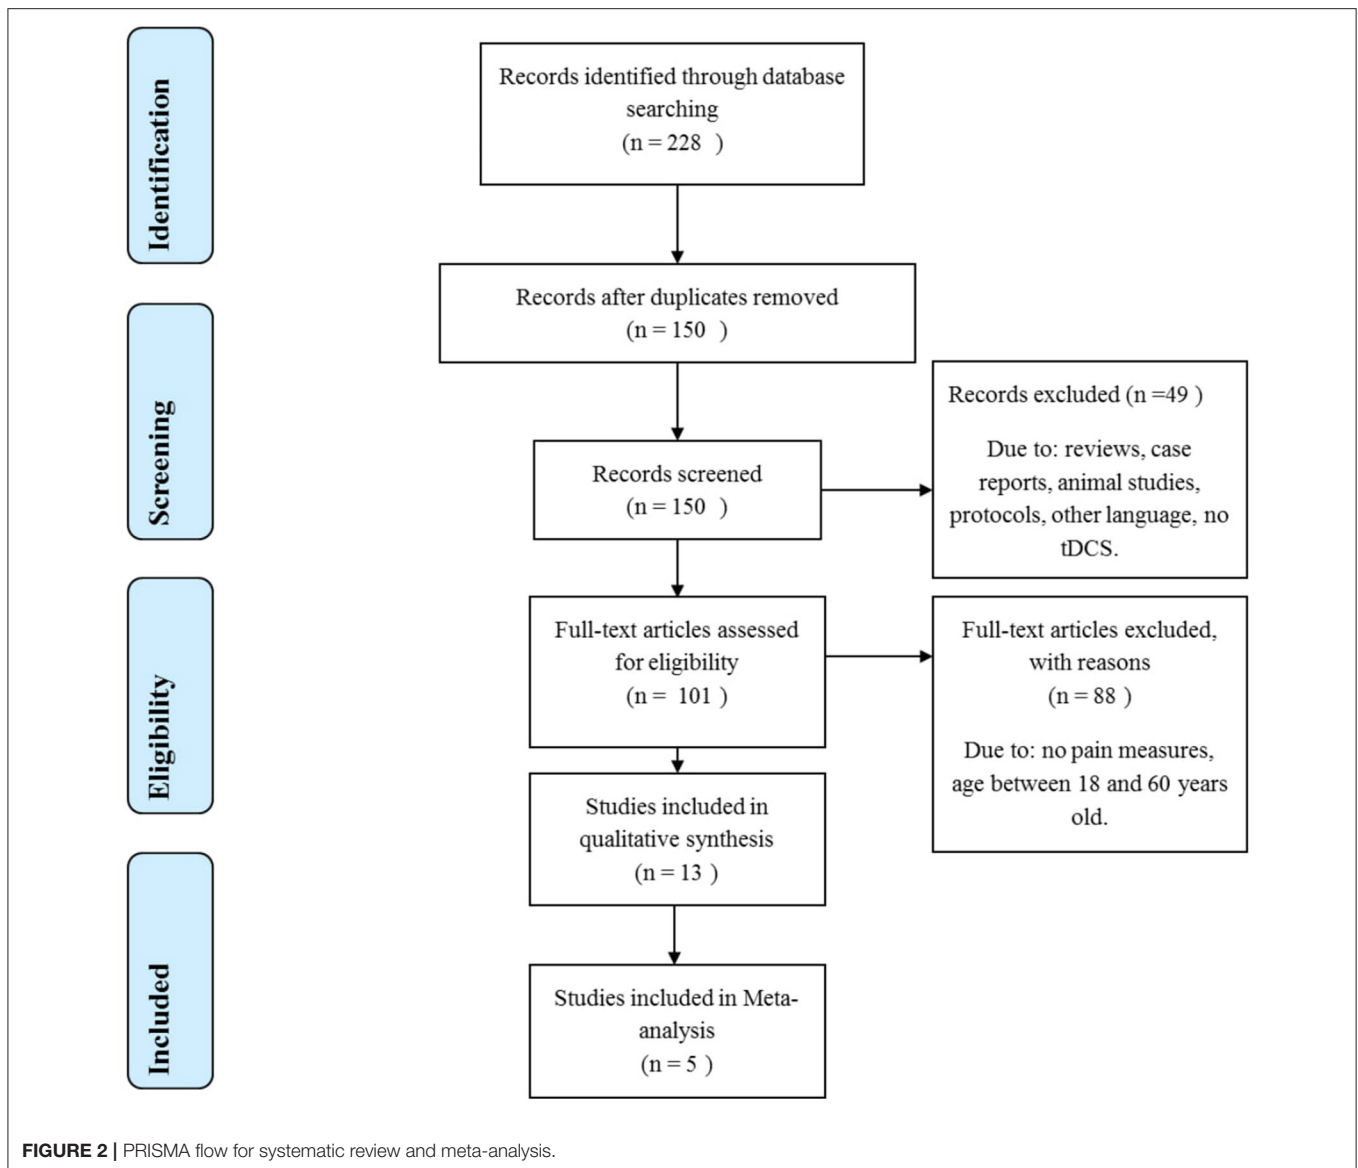 Identification
Records identified through database
searching
(n = 228 )
Records after duplicates removed
(n = 150 )
Screening
Records screened
(n = 150 )
Records excluded (n =49 )
Due to: reviews, case
reports, animal studies,
protocols, other language, no
tDCS.
Eligibility
Full-text articles assessed
for eligibility
(n = 101 )
Full-text articles excluded,
with reasons
(n = 88 )
Due to: no pain measures,
age between 18 and 60 years
old.
Studies included in
qualitative synthesis
(n = 13 )
Included
Studies included in Meta-
analysis
(n = 5 )
FIGURE 2 | PRISMA flow for systematic review and meta-analysis.